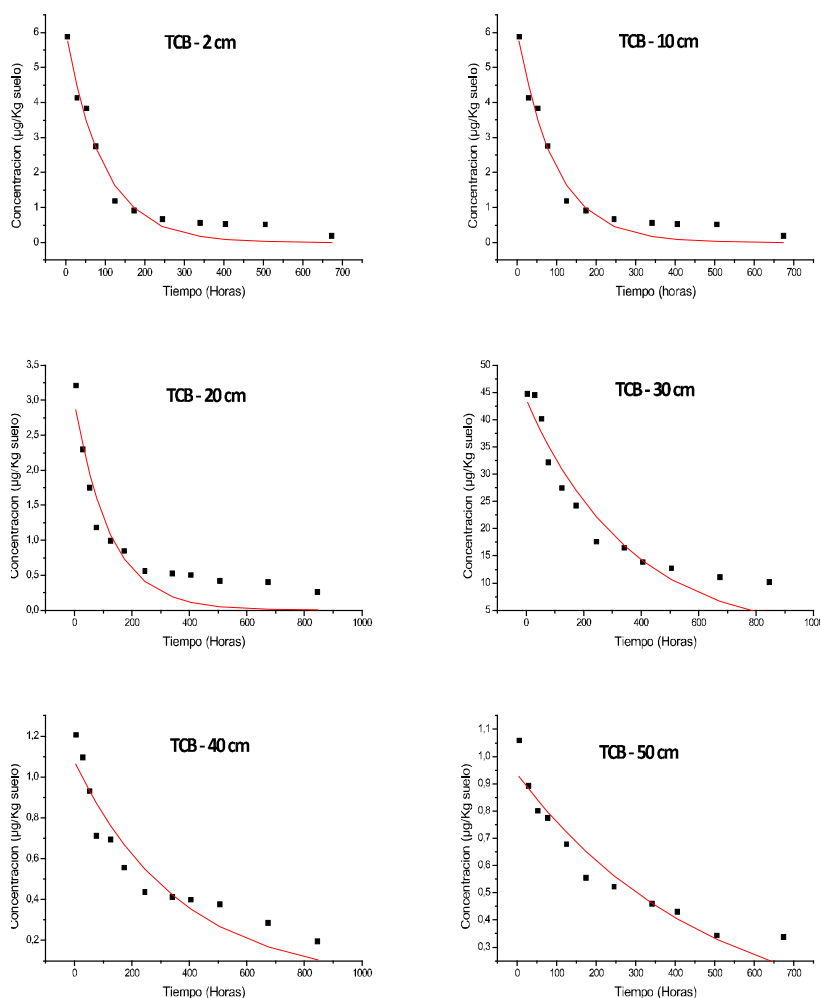 TCB - 2 cm
Concentracion (µg/Kg suelo)
6
5
4
3
2
1
0
0 100 200 300 400 500 600 700
Tiempo (Horas)
TCB - 10 cm
Concentracion (µg/Kg suelo)
6
5
4
3
2
1
0
0 100 200 300 400 500 600 700
Tiempo (horas)
TCB - 20 cm
Concentracion (µg/Kg suelo)
3,5
3,0
2,5
2,0
1,5
1,0
0,5
0,0
0 200 400 600 800 1000
Tiempo (Horas)
TCB - 30 cm
Concentracion (µg/Kg suelo)
50
45
40
35
30
25
20
15
10
5
0 200 400 600 800 1000
Tiempo (Horas)
TCB - 40 cm
Concentracion (µg/Kg suelo)
1,2
1,0
0,8
0,6
0,4
0,2
0 200 400 600 800 1000
Tiempo (Horas)
TCB - 50 cm
Concentracion (µg/Kg suelo)
1,1
1,0
0,9
0,8
0,7
0,6
0,5
0,4
0,3
0 100 200 300 400 500 600 700
Tiempo (Horas)